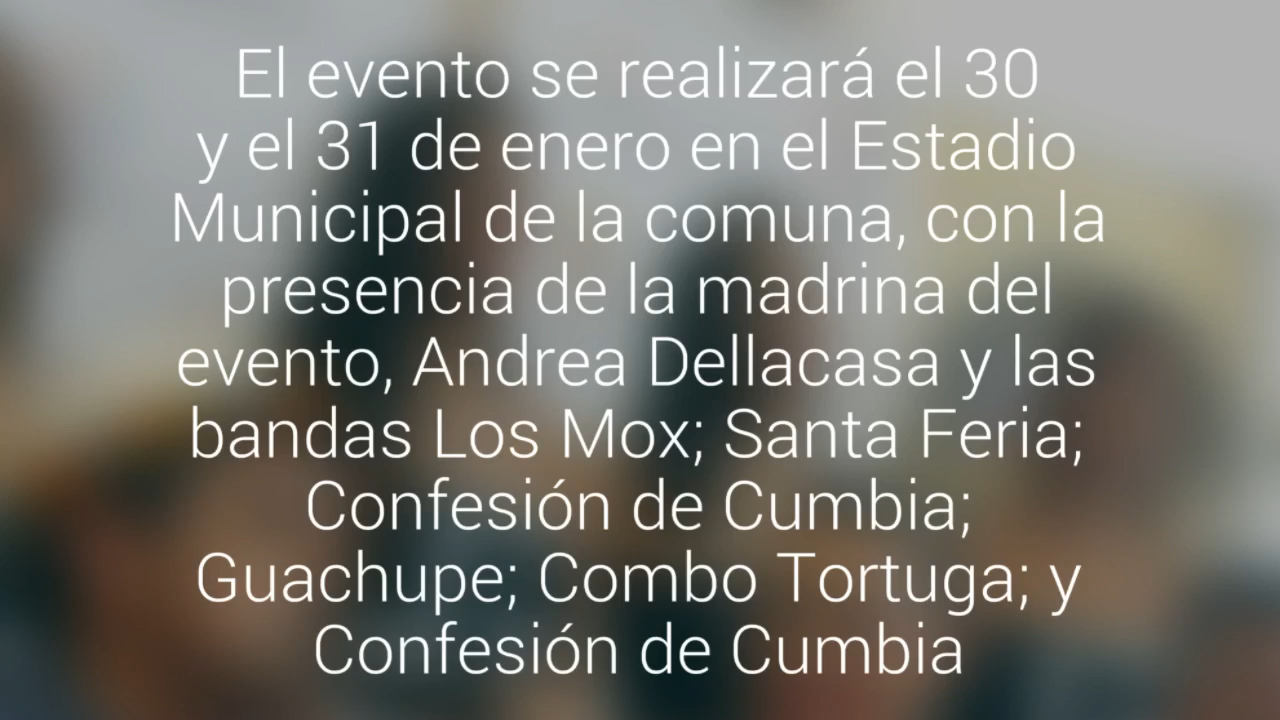 El evento se realizará el 30
y el 31 de enero en el Estadio
Municipal de la comuna, con la
presencia de la madrina del
evento, Andrea Dellacasa y las
bandas Los Mox; Santa Feria;
Confesión de Cumbia;
Guachupe; Combo Tortuga; y
Confesión de Cumbia